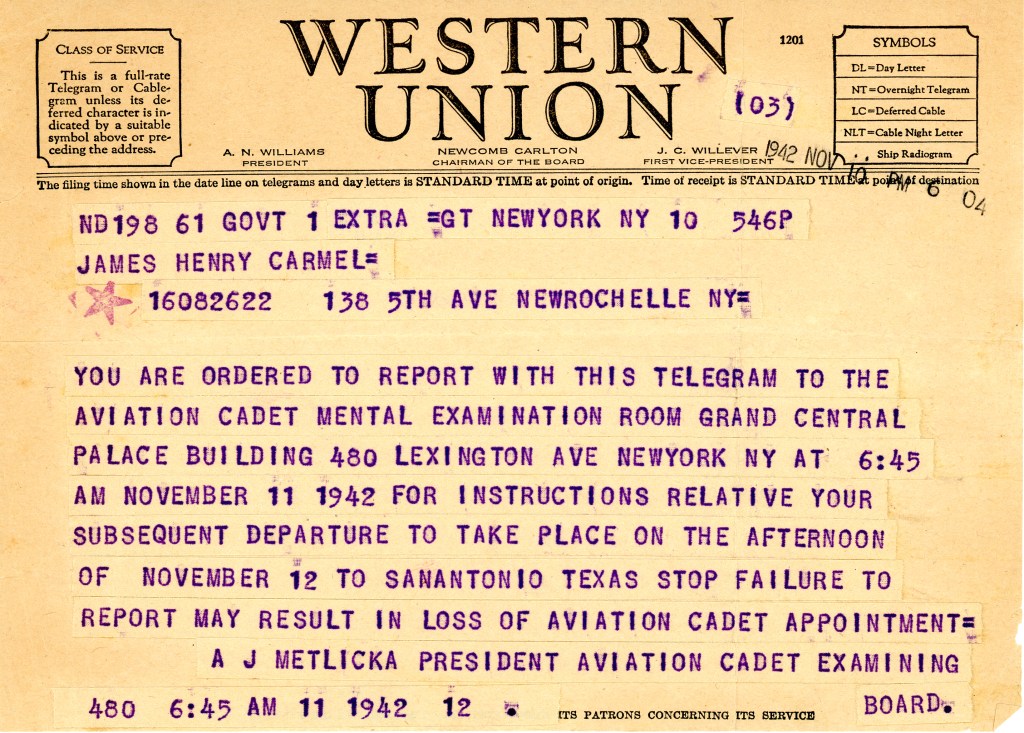 CLASS OF SERVICE
This is a full-rate
Telegram or Cable-
gram unless its de-
ferred character is in-
dicated by a suitable
symbol above or pre-
ceding the address.
WESTERN
UNION
1201
(03)
A. N. WILLIAMS
PRESIDENT
NEWCOMB CARLTON
CHAIRMAN OF THE BOARD
J. C. WILLEVER
FIRST VICE-PRESIDENT
SYMBOLS
DL=Day Letter
NT=Overnight Telegram
LC=Deferred Cable
NLT=Cable Night Letter
Ship Radiogram
1942 NOV 10 PM 6 04
The filing time shown in the date line on telegrams and day letters is STANDARD TIME at point of origin. Time of receipt is STANDARD TIME at point of destination
ND198 61 GOVT 1 EXTRA =GT NEWYORK NY 10 546P
JAMES HENRY CARMEL=
16082622 138 5TH AVE NEWROCHELLE NY=
YOU ARE ORDERED TO REPORT WITH THIS TELEGRAM TO THE
AVIATION CADET MENTAL EXAMINATION ROOM GRAND CENTRAL
PALACE BUILDING 480 LEXINGTON AVE NEWYORK NY AT 6:45
AM NOVEMBER 11 1942 FOR INSTRUCTIONS RELATIVE YOUR
SUBSEQUENT DEPARTURE TO TAKE PLACE ON THE AFTERNOON
OF NOVEMBER 12 TO SANANTONIO TEXAS STOP FAILURE TO
REPORT MAY RESULT IN LOSS OF AVIATION CADET APPOINTMENT=
A J METLICKA PRESIDENT AVIATION CADET EXAMINING
BOARD.
480 6:45 AM 11 1942 12 .
ITS PATRONS CONCERNING ITS SERVICE